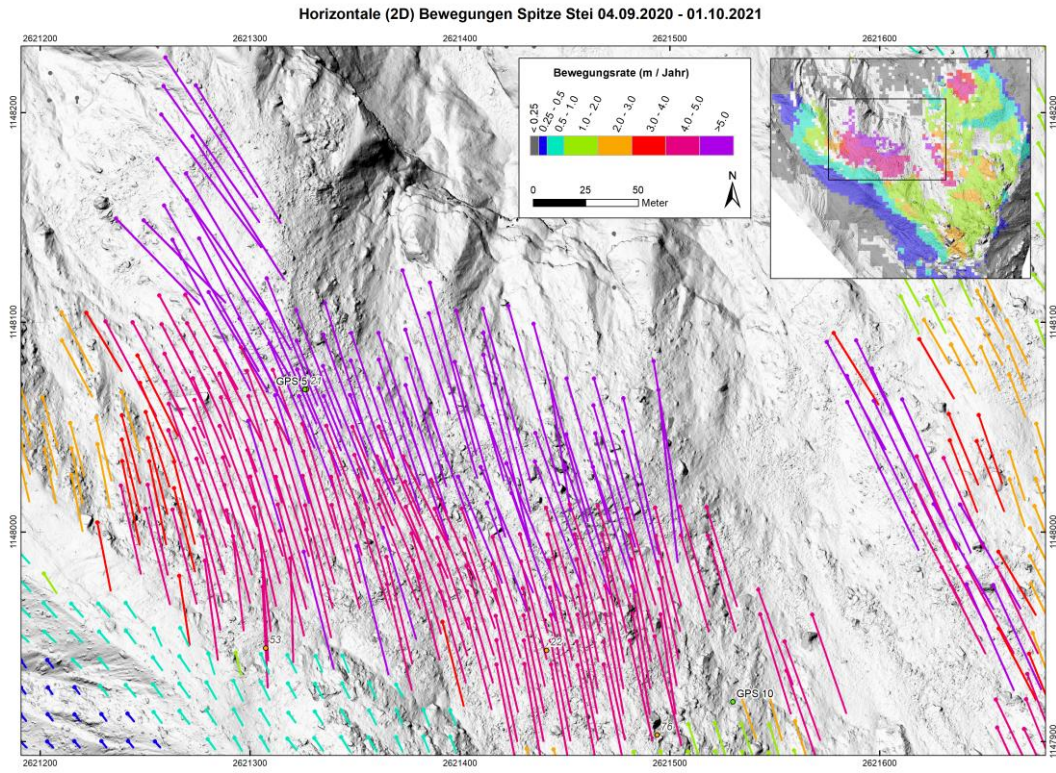 Horizontale (2D) Bewegungen Spitze Stei 04.09.2020 - 01.10.2021
2621200 2621300 2621400 2621500 2621600
Bewegungsrate (m / Jahr)
< 0.25
0.25 - 0.5
0.5 - 1.0
1.0 - 2.0
2.0 - 3.0
3.0 - 4.0
4.0 - 5.0
>5.0
N
0 25 50
Meter
1148200 1148200
1148100 1148100
GPS 5 21
1148000 1148000
53
GPS 10
76
1147900 1147900
2621200 2621300 2621400 2621500 2621600